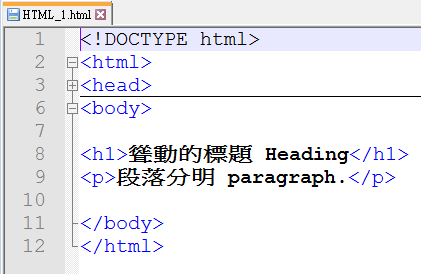 HTML_1.html
1 <!DOCTYPE html>
2 <html>
3 <head>
6 <body>
7
8 <h1>聳動的標題 Heading</h1>
9 <p>段落分明 paragraph.</p>
10
11 </body>
12 </html>